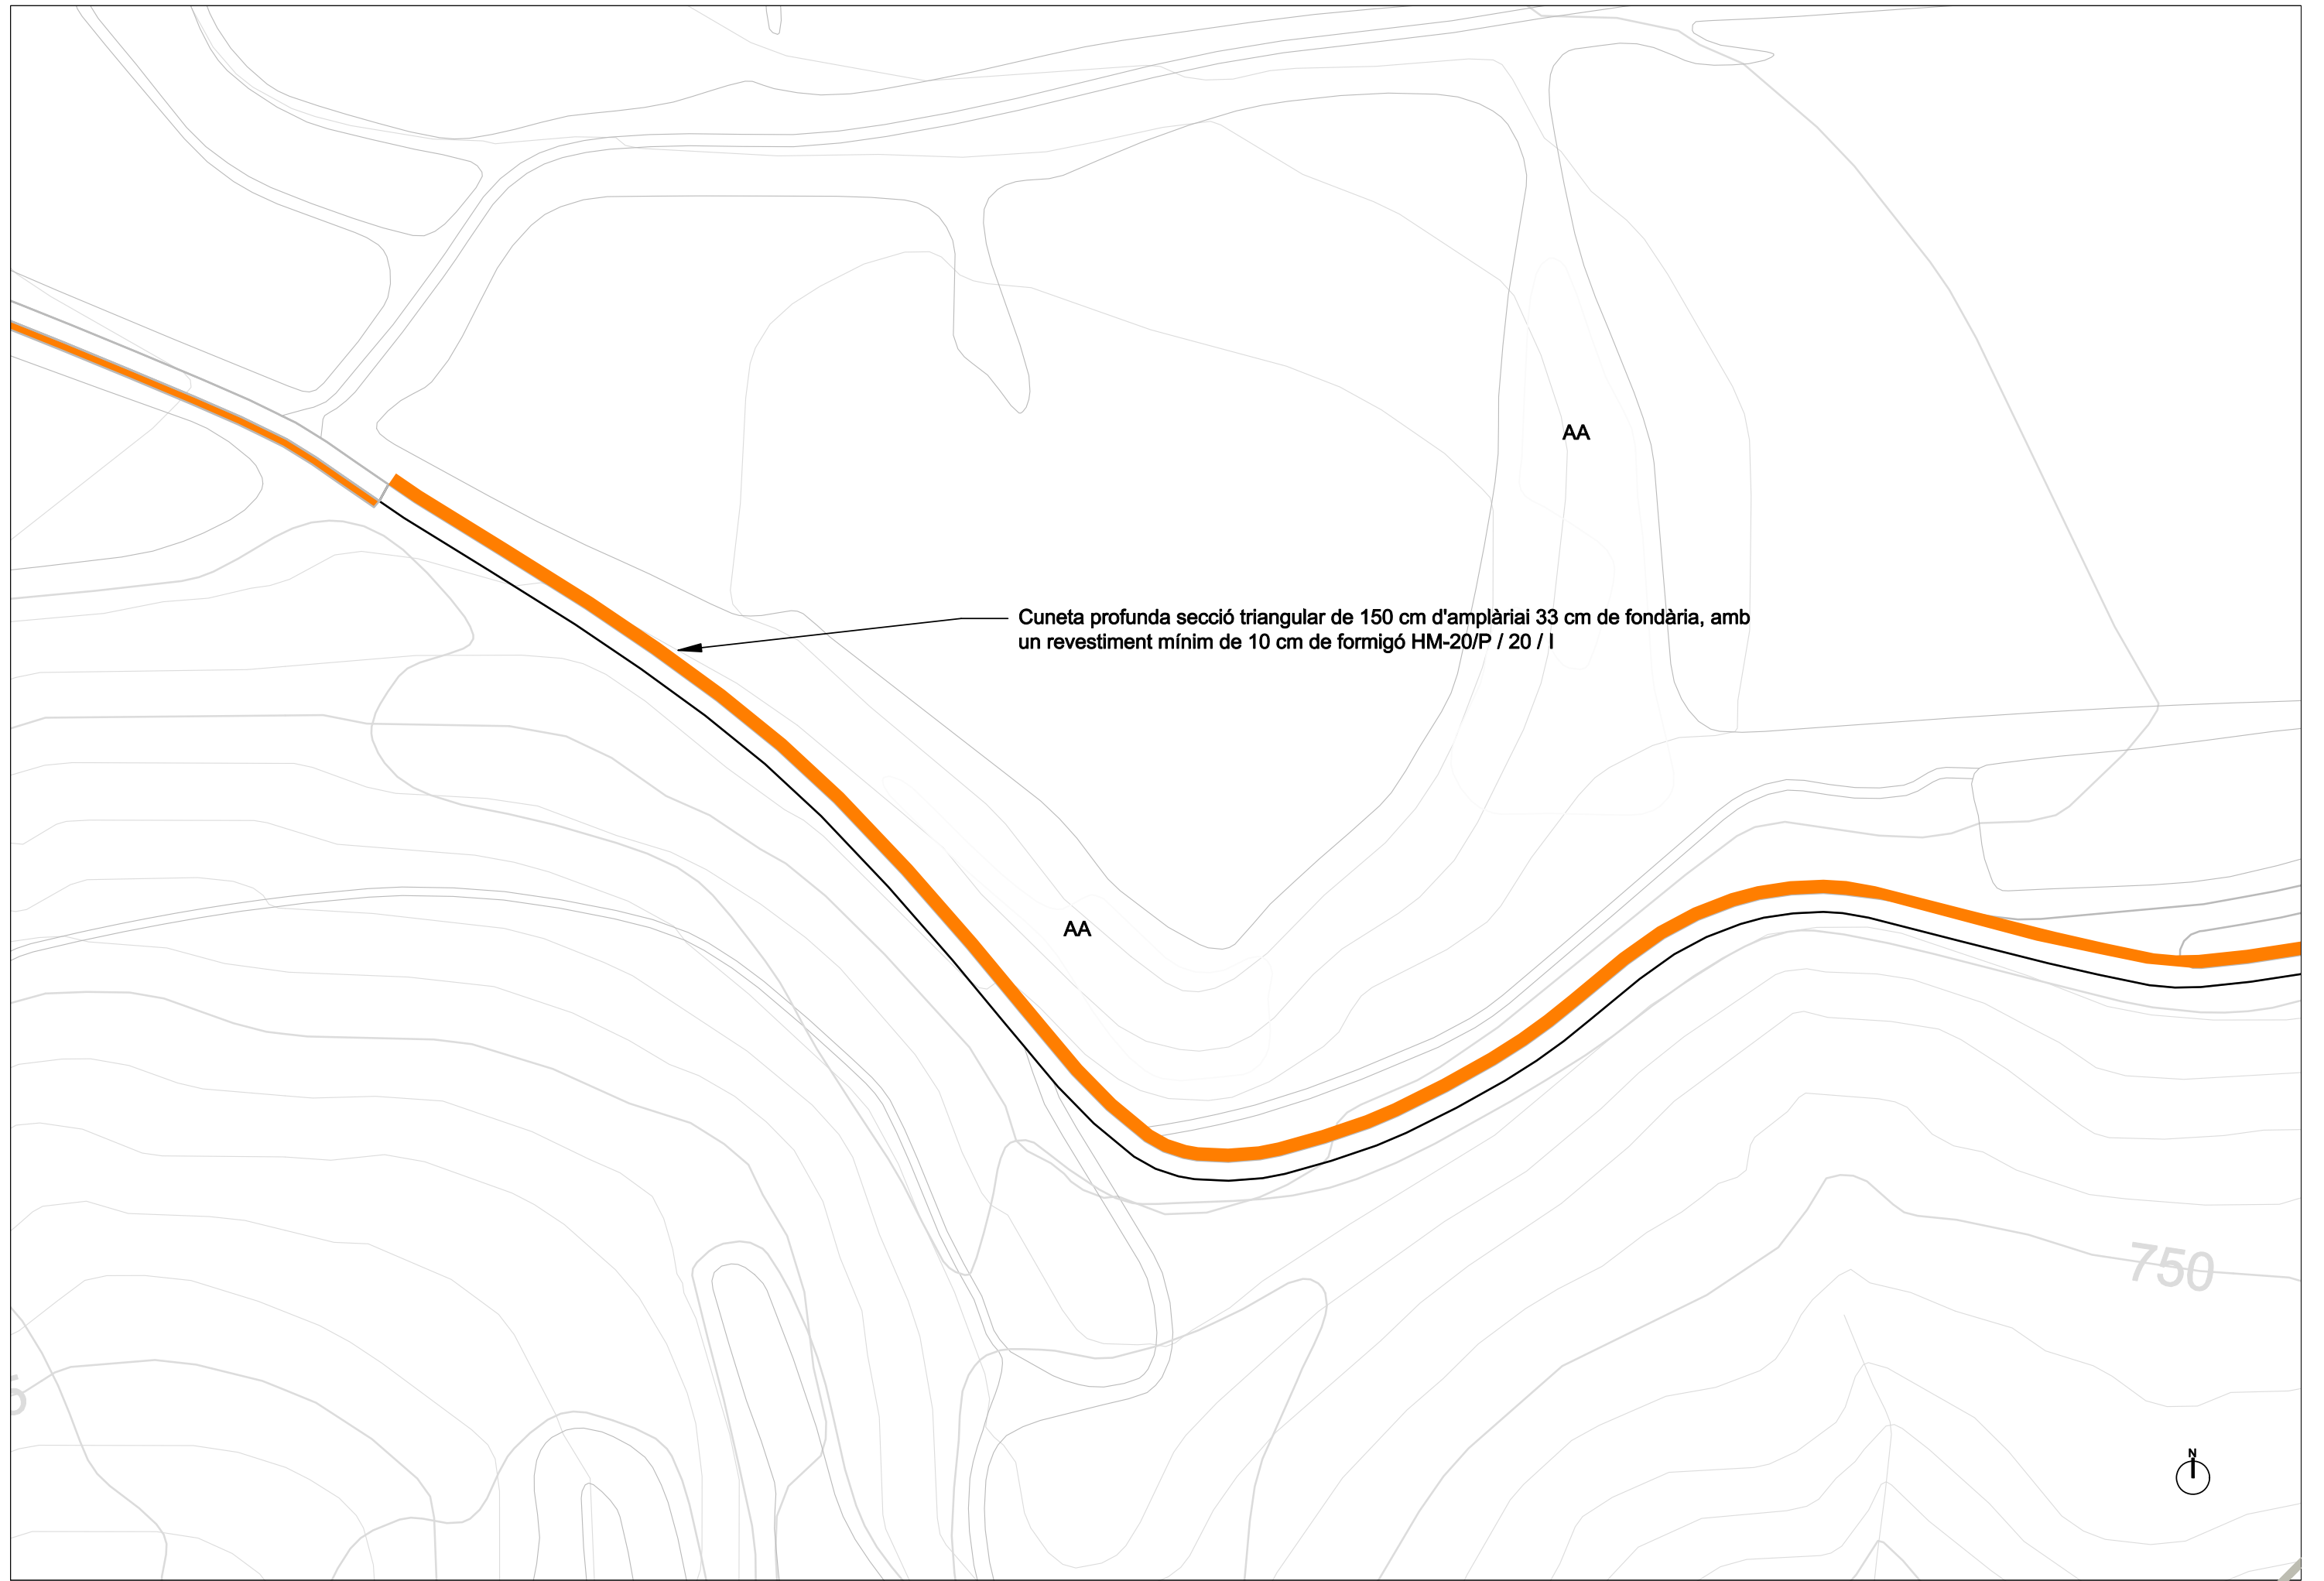 AA
Cuneta profunda secció triangular de 150 cm d'amplàriai 33 cm de fondària, amb
un revestiment mínim de 10 cm de formigó HM-20/P / 20 / I
AA
750
N